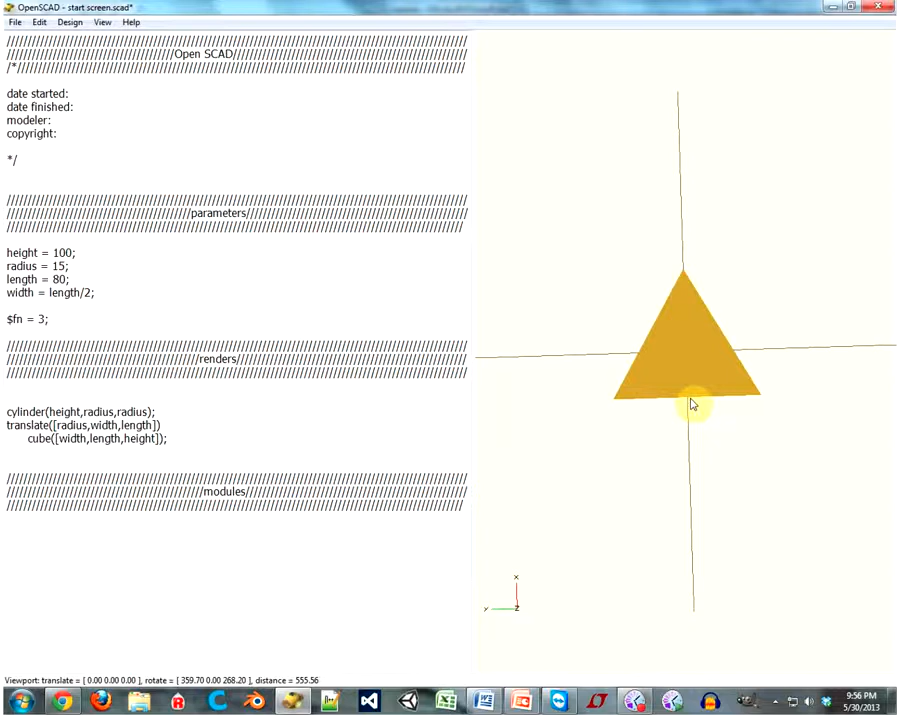 OpenSCAD - start screen.scad*
File Edit Design View Help
//////////////////////////////////////////////////////////////////////////////////////////////////////////////
////////////////////////////////////////Open SCAD////////////////////////////////////////////////////////
/*//////////////////////////////////////////////////////////////////////////////////////////////////////////
date started:
date finished:
modeler:
copyright:
*/
//////////////////////////////////////////////////////////////////////////////////////////////////////////////
////////////////////////////////////////////parameters/////////////////////////////////////////////////////
/////////////////////////////////////////////////////////////////////////////////////////////////////////////
height = 100;
radius = 15;
length = 80;
width = length/2;
$fn = 3;
//////////////////////////////////////////////////////////////////////////////////////////////////////////////
//////////////////////////////////////////////renders///////////////////////////////////////////////////////
//////////////////////////////////////////////////////////////////////////////////////////////////////////////
cylinder(height,radius,radius);
translate([radius,width,length])
cube([width,length,height]);
//////////////////////////////////////////////////////////////////////////////////////////////////////////////
///////////////////////////////////////////////modules/////////////////////////////////////////////////////
/////////////////////////////////////////////////////////////////////////////////////////////////////////////
x
y
z
Viewport: translate = [ 0.00 0.00 0.00 ], rotate = [ 359.70 0.00 268.20 ], distance = 555.56
9:56 PM
5/30/2013